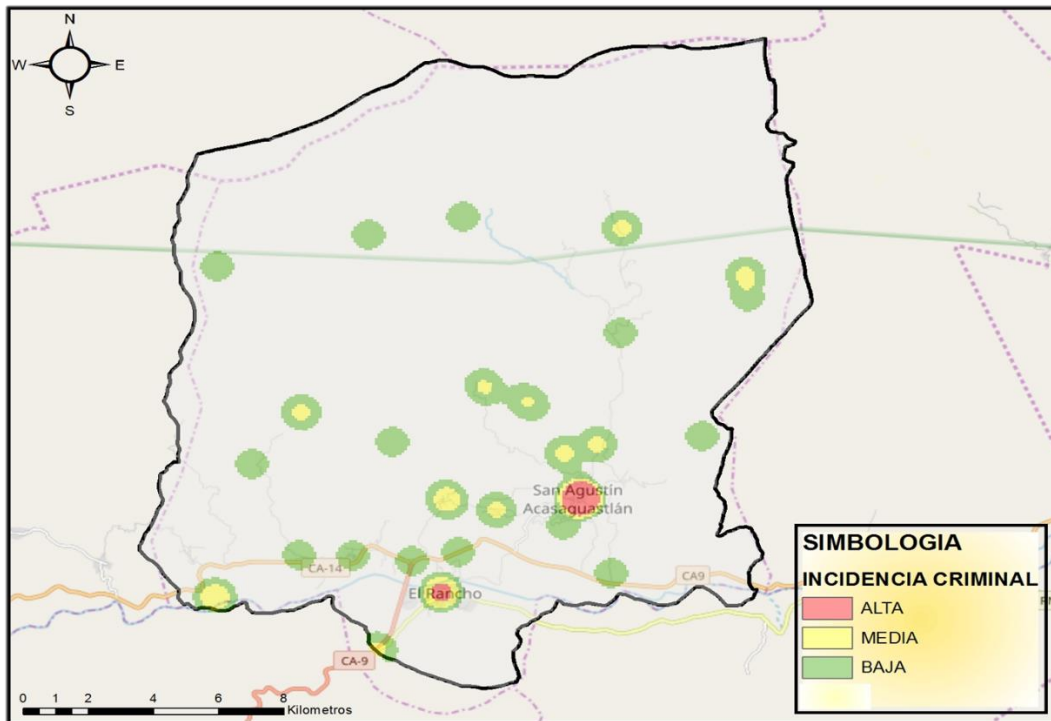 N
W E
S
San Agustín
Acasaguastlán
CA-14
CA9
El Rancho
CA-9
0 1 2 4 6 8
Kilometros
SIMBOLOGIA
INCIDENCIA CRIMINAL
ALTA
MEDIA
BAJA